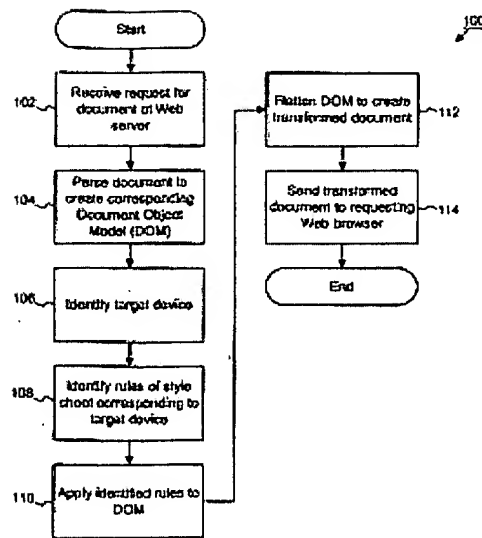 100
Start
102
Receive request for
document at Web
server
104
Parse document to
create corresponding
Document Object
Model (DOM)
106
Identify target device
108
Identify rules of style
sheet corresponding to
target device
110
Apply identified rules to
DOM
Flatten DOM to create
transformed document
112
Send transformed
document to requesting
Web browser
114
End